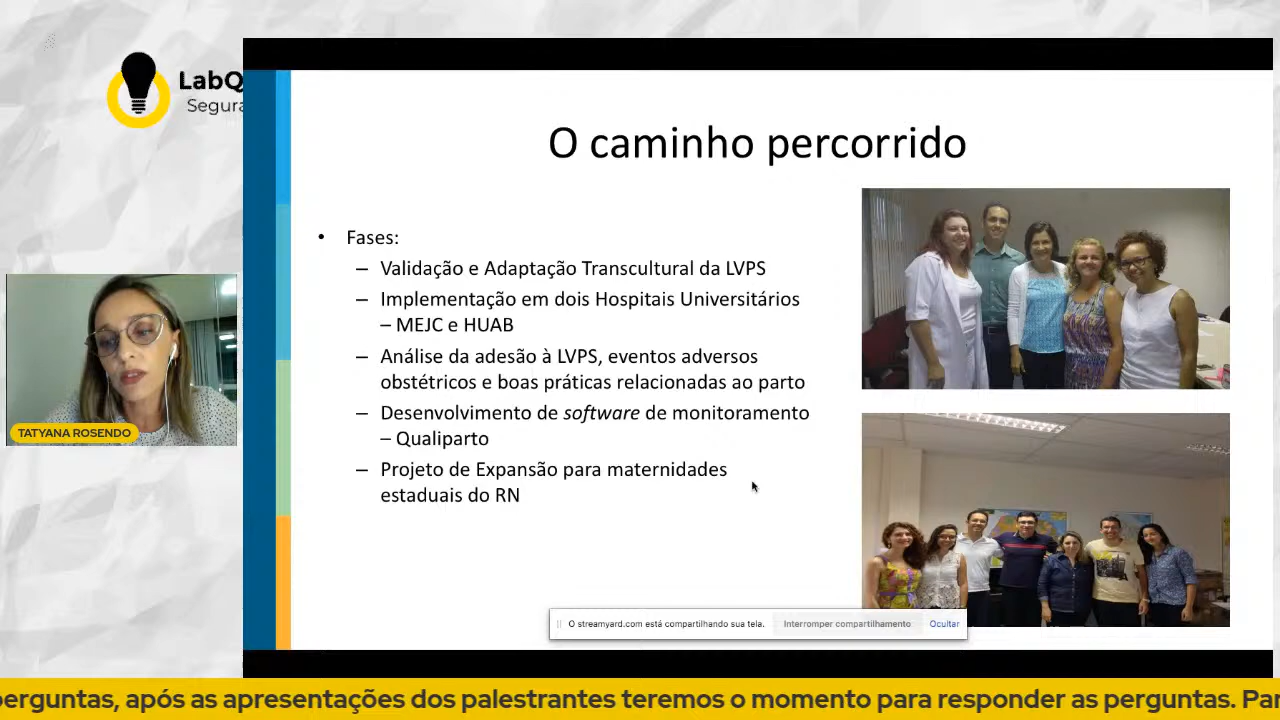 LabQ
Segura
O caminho percorrido
• Fases:
– Validação e Adaptação Transcultural da LVPS
– Implementação em dois Hospitais Universitários
– MEJC e HUAB
– Análise da adesão à LVPS, eventos adversos
obstétricos e boas práticas relacionadas ao parto
– Desenvolvimento de software de monitoramento
– Qualiparto
– Projeto de Expansão para maternidades
estaduais do RN
TATYANA ROSENDO
O streamyard.com está compartilhando sua tela. Interromper compartilhamento Ocultar
perguntas, após as apresentações dos palestrantes teremos o momento para responder as perguntas. Par